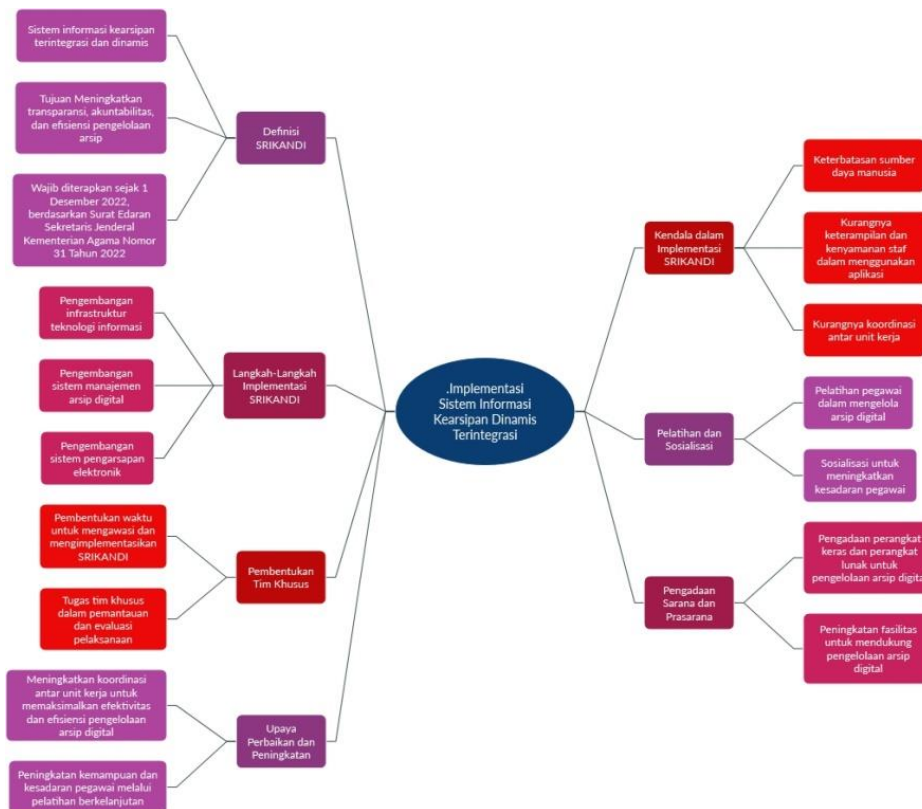 Sistem informasi kearsipan
terintegrasi dan dinamis
Tujuan Meningkatkan
transparansi, akuntabilitas,
dan efisiensi pengelolaan
arsip
Wajib diterapkan sejak 1
Desember 2022,
berdasarkan Surat Edaran
Sekretaris Jenderal
Kementerian Agama Nomor
31 Tahun 2022
Definisi
SRIKANDI
Pengembangan
infrastruktur
teknologi informasi
Pengembangan
sistem manajemen
arsip digital
Pengembangan
sistem pengarsapan
elektronik
Langkah-Langkah
Implementasi
SRIKANDI
Pembentukan waktu
untuk mengawasi dan
mengimplementasikan
SRIKANDI
Tugas tim khusus
dalam pemantauan
dan evaluasi
pelaksanaan
Pembentukan
Tim Khusus
Meningkatkan koordinasi
antar unit kerja untuk
memaksimalkan efektivitas
dan efisiensi pengelolaan
arsip digital
Peningkatan kemampuan dan
kesadaran pegawai melalui
pelatihan berkelanjutan
Upaya
Perbaikan dan
Peningkatan
.Implementasi
Sistem Informasi
Kearsipan Dinamis
Terintegrasi
Kendala dalam
Implementasi
SRIKANDI
Keterbatasan sumber
daya manusia
Kurangnya
keterampilan dan
kenyamanan staf
dalam menggunakan
aplikasi
Kurangnya koordinasi
antar unit kerja
Pelatihan dan
Sosialisasi
Pelatihan pegawai
dalam mengelola
arsip digital
Sosialisasi untuk
meningkatkan
kesadaran pegawai
Pengadaan
Sarana dan
Prasarana
Pengadaan perangkat
keras dan perangkat
lunak untuk
pengelolaan arsip digital
Peningkatan fasilitas
untuk mendukung
pengelolaan arsip
digital